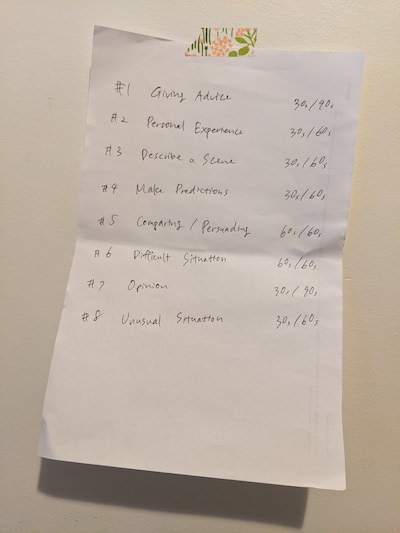 #1 Giving Advice 30s/90s
#2 Personal Experience 30s/60s
#3 Describe a Scene 30s/60s
#4 Make Predictions 30s/60s
#5 Comparing / Persuading 60s/60s
#6 Difficult Situation 60s/60s
#7 Opinion 30s/90s
#8 Unusual Situation 30s/60s